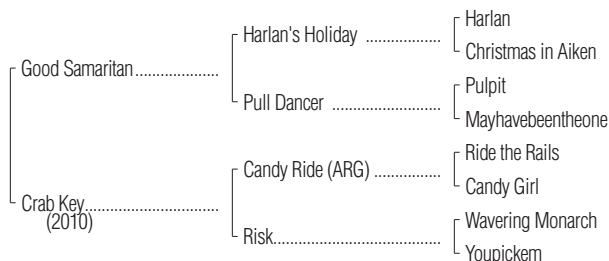 Good Samaritan....................
Harlan's Holiday ..................
Harlan
Christmas in Aiken
Pull Dancer ..........................
Pulpit
Mayhavebeentheone
Crab Key................................
(2010)
Candy Ride (ARG) ................
Ride the Rails
Candy Girl
Risk........................................
Wavering Monarch
Youpickem